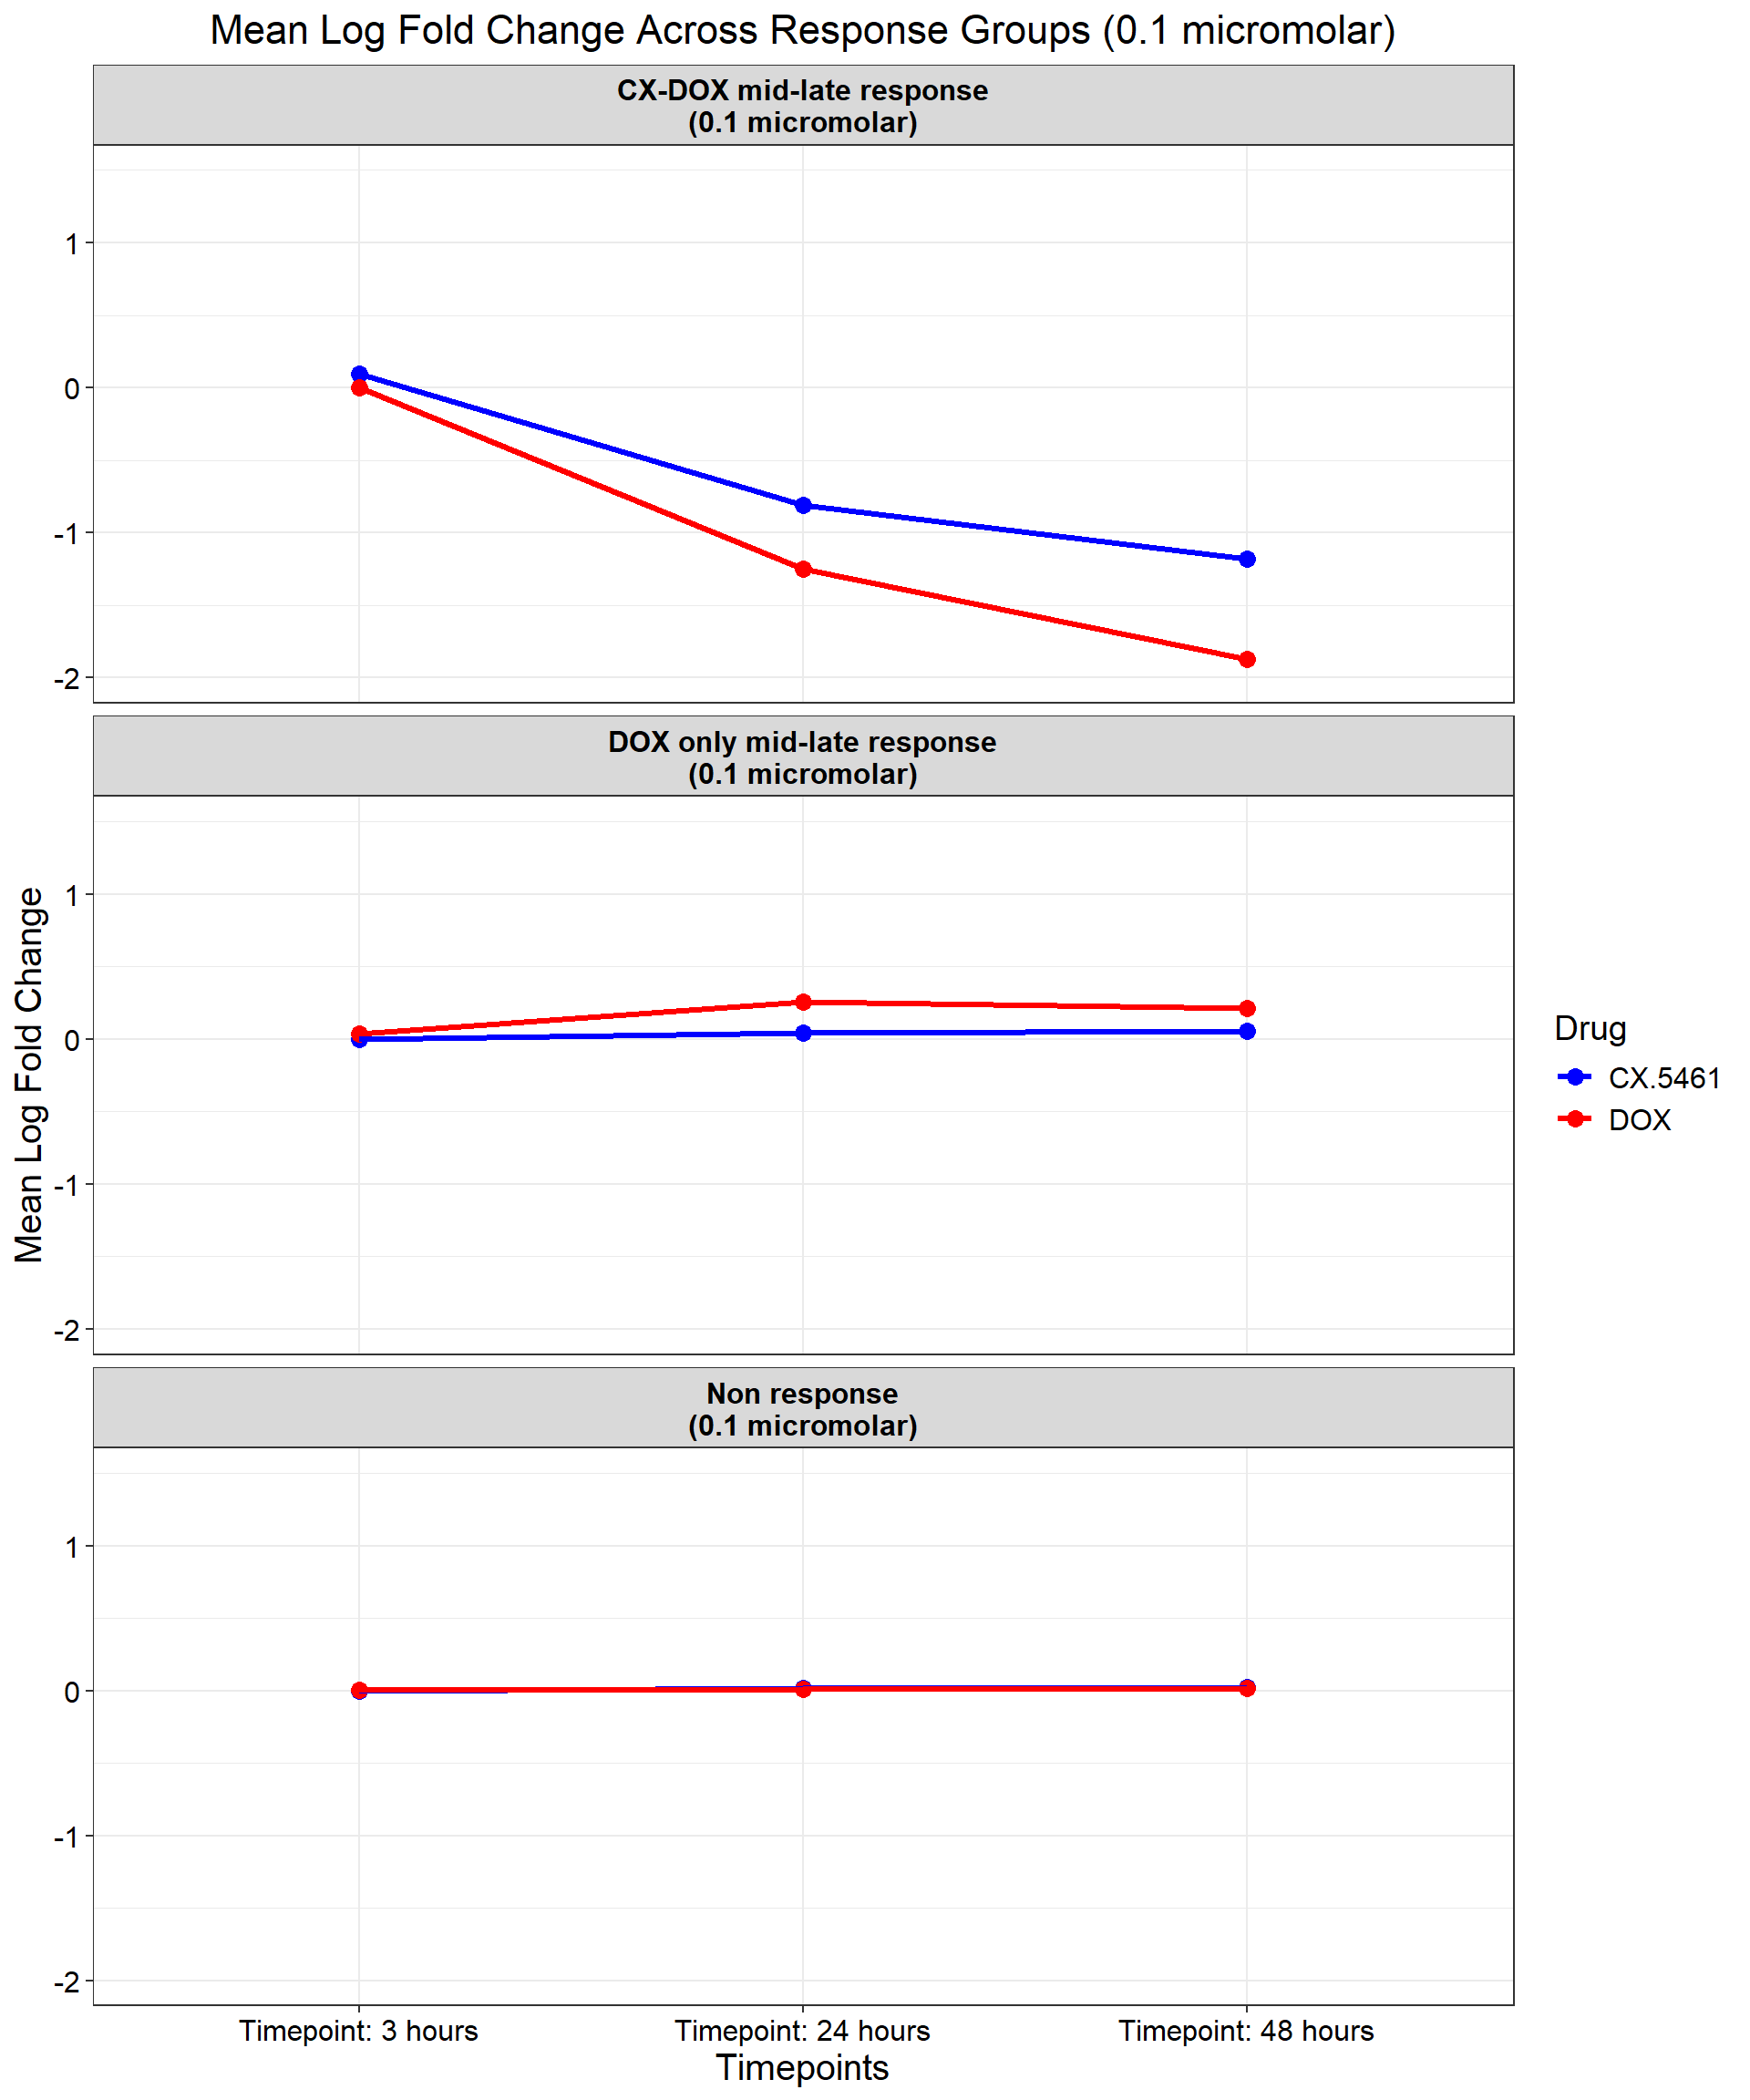 Mean Log Fold Change Across Response Groups (0.1 micromolar)
CX-DOX mid-late response
(0.1 micromolar)
1
0
-1
-2
DOX only mid-late response
(0.1 micromolar)
1
0
-1
-2
Non response
(0.1 micromolar)
1
0
-1
-2
Timepoint: 3 hours
Timepoint: 24 hours
Timepoint: 48 hours
Timepoints
Mean Log Fold Change
Drug
CX.5461
DOX